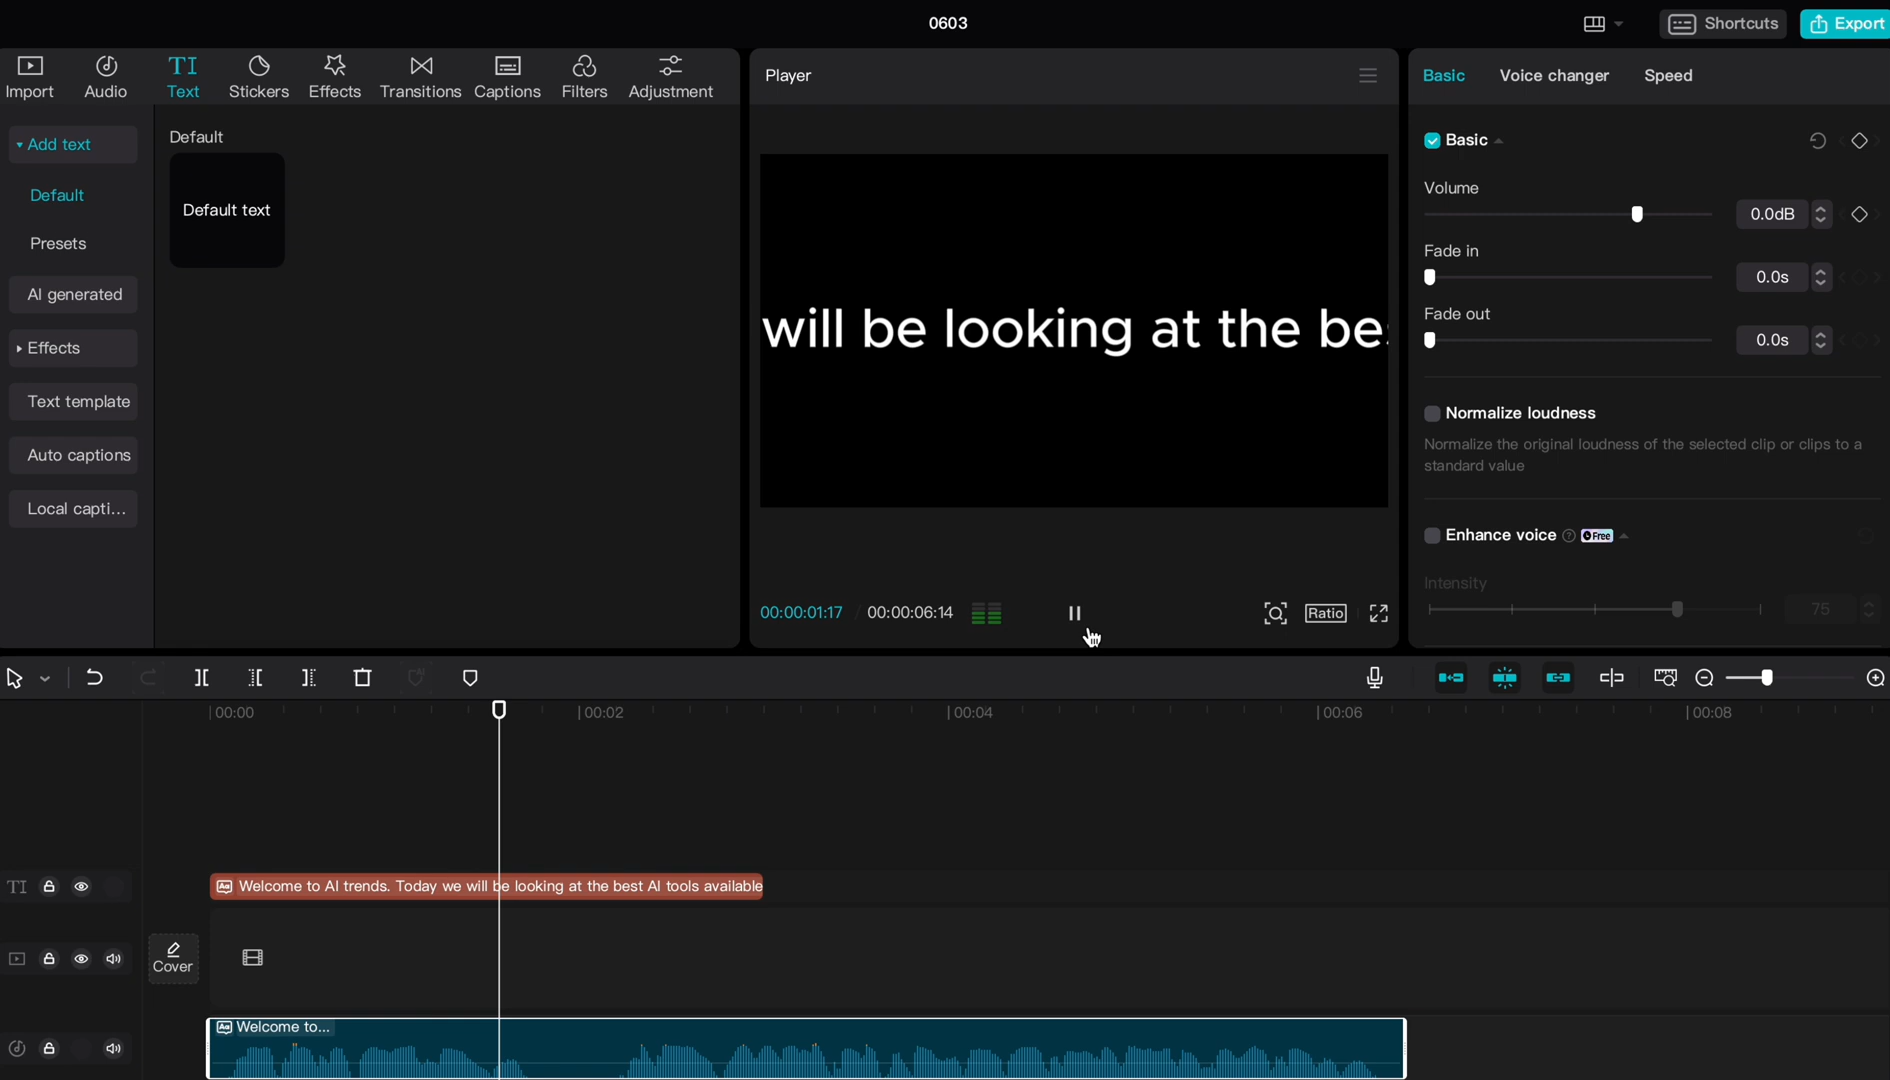 0603
Shortcuts
Export
Import
Audio
TI
Text
Stickers
Effects
Transitions
Captions
Filters
Adjustment
Player
Basic
Voice changer
Speed
Add text
Default
Presets
AI generated
Effects
Text template
Auto captions
Local capti...
Default
Default text
will be looking at the be
00:00:01:17 / 00:00:06:14
Ratio
Basic
Volume
0.0dB
Fade in
0.0s
Fade out
0.0s
Normalize loudness
Normalize the original loudness of the selected clip or clips to a
standard value
Enhance voice ? Free
Intensity
75
00:00
00:02
00:04
00:06
00:08
TI
Aa Welcome to AI trends. Today we will be looking at the best AI tools available
Cover
Aa Welcome to...